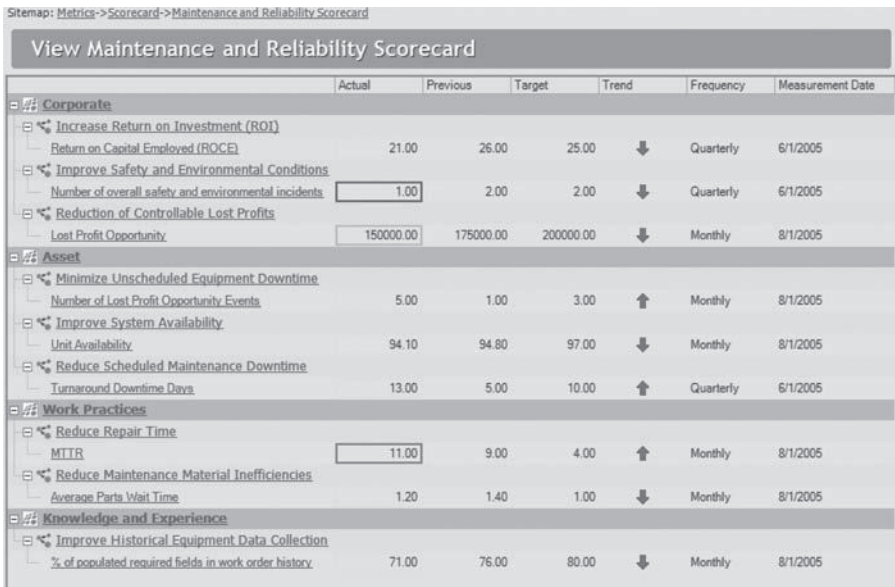 Sitemap: Metrics->Scorecard->Maintenance and Reliability Scorecard
View Maintenance and Reliability Scorecard
Actual Previous Target Trend Frequency Measurement Date
Corporate
Increase Return on Investment (ROI)
Return on Capital Employed (ROCE) 21.00 26.00 25.00 Quarterly 6/1/2005
Improve Safety and Environmental Conditions
Number of overall safety and environmental incidents 1.00 2.00 2.00 Quarterly 6/1/2005
Reduction of Controllable Lost Profits
Lost Profit Opportunity 150000.00 175000.00 200000.00 Monthly 8/1/2005
Asset
Minimize Unscheduled Equipment Downtime
Number of Lost Profit Opportunity Events 5.00 1.00 3.00 Monthly 8/1/2005
Improve System Availability
Unit Availability 94.10 94.80 97.00 Monthly 8/1/2005
Reduce Scheduled Maintenance Downtime
Turnaround Downtime Days 13.00 5.00 10.00 Quarterly 6/1/2005
Work Practices
Reduce Repair Time
MTTR 11.00 9.00 4.00 Monthly 8/1/2005
Reduce Maintenance Material Inefficiencies
Average Parts Wait Time 1.20 1.40 1.00 Monthly 8/1/2005
Knowledge and Experience
Improve Historical Equipment Data Collection
% of populated required fields in work order history 71.00 76.00 80.00 Monthly 8/1/2005